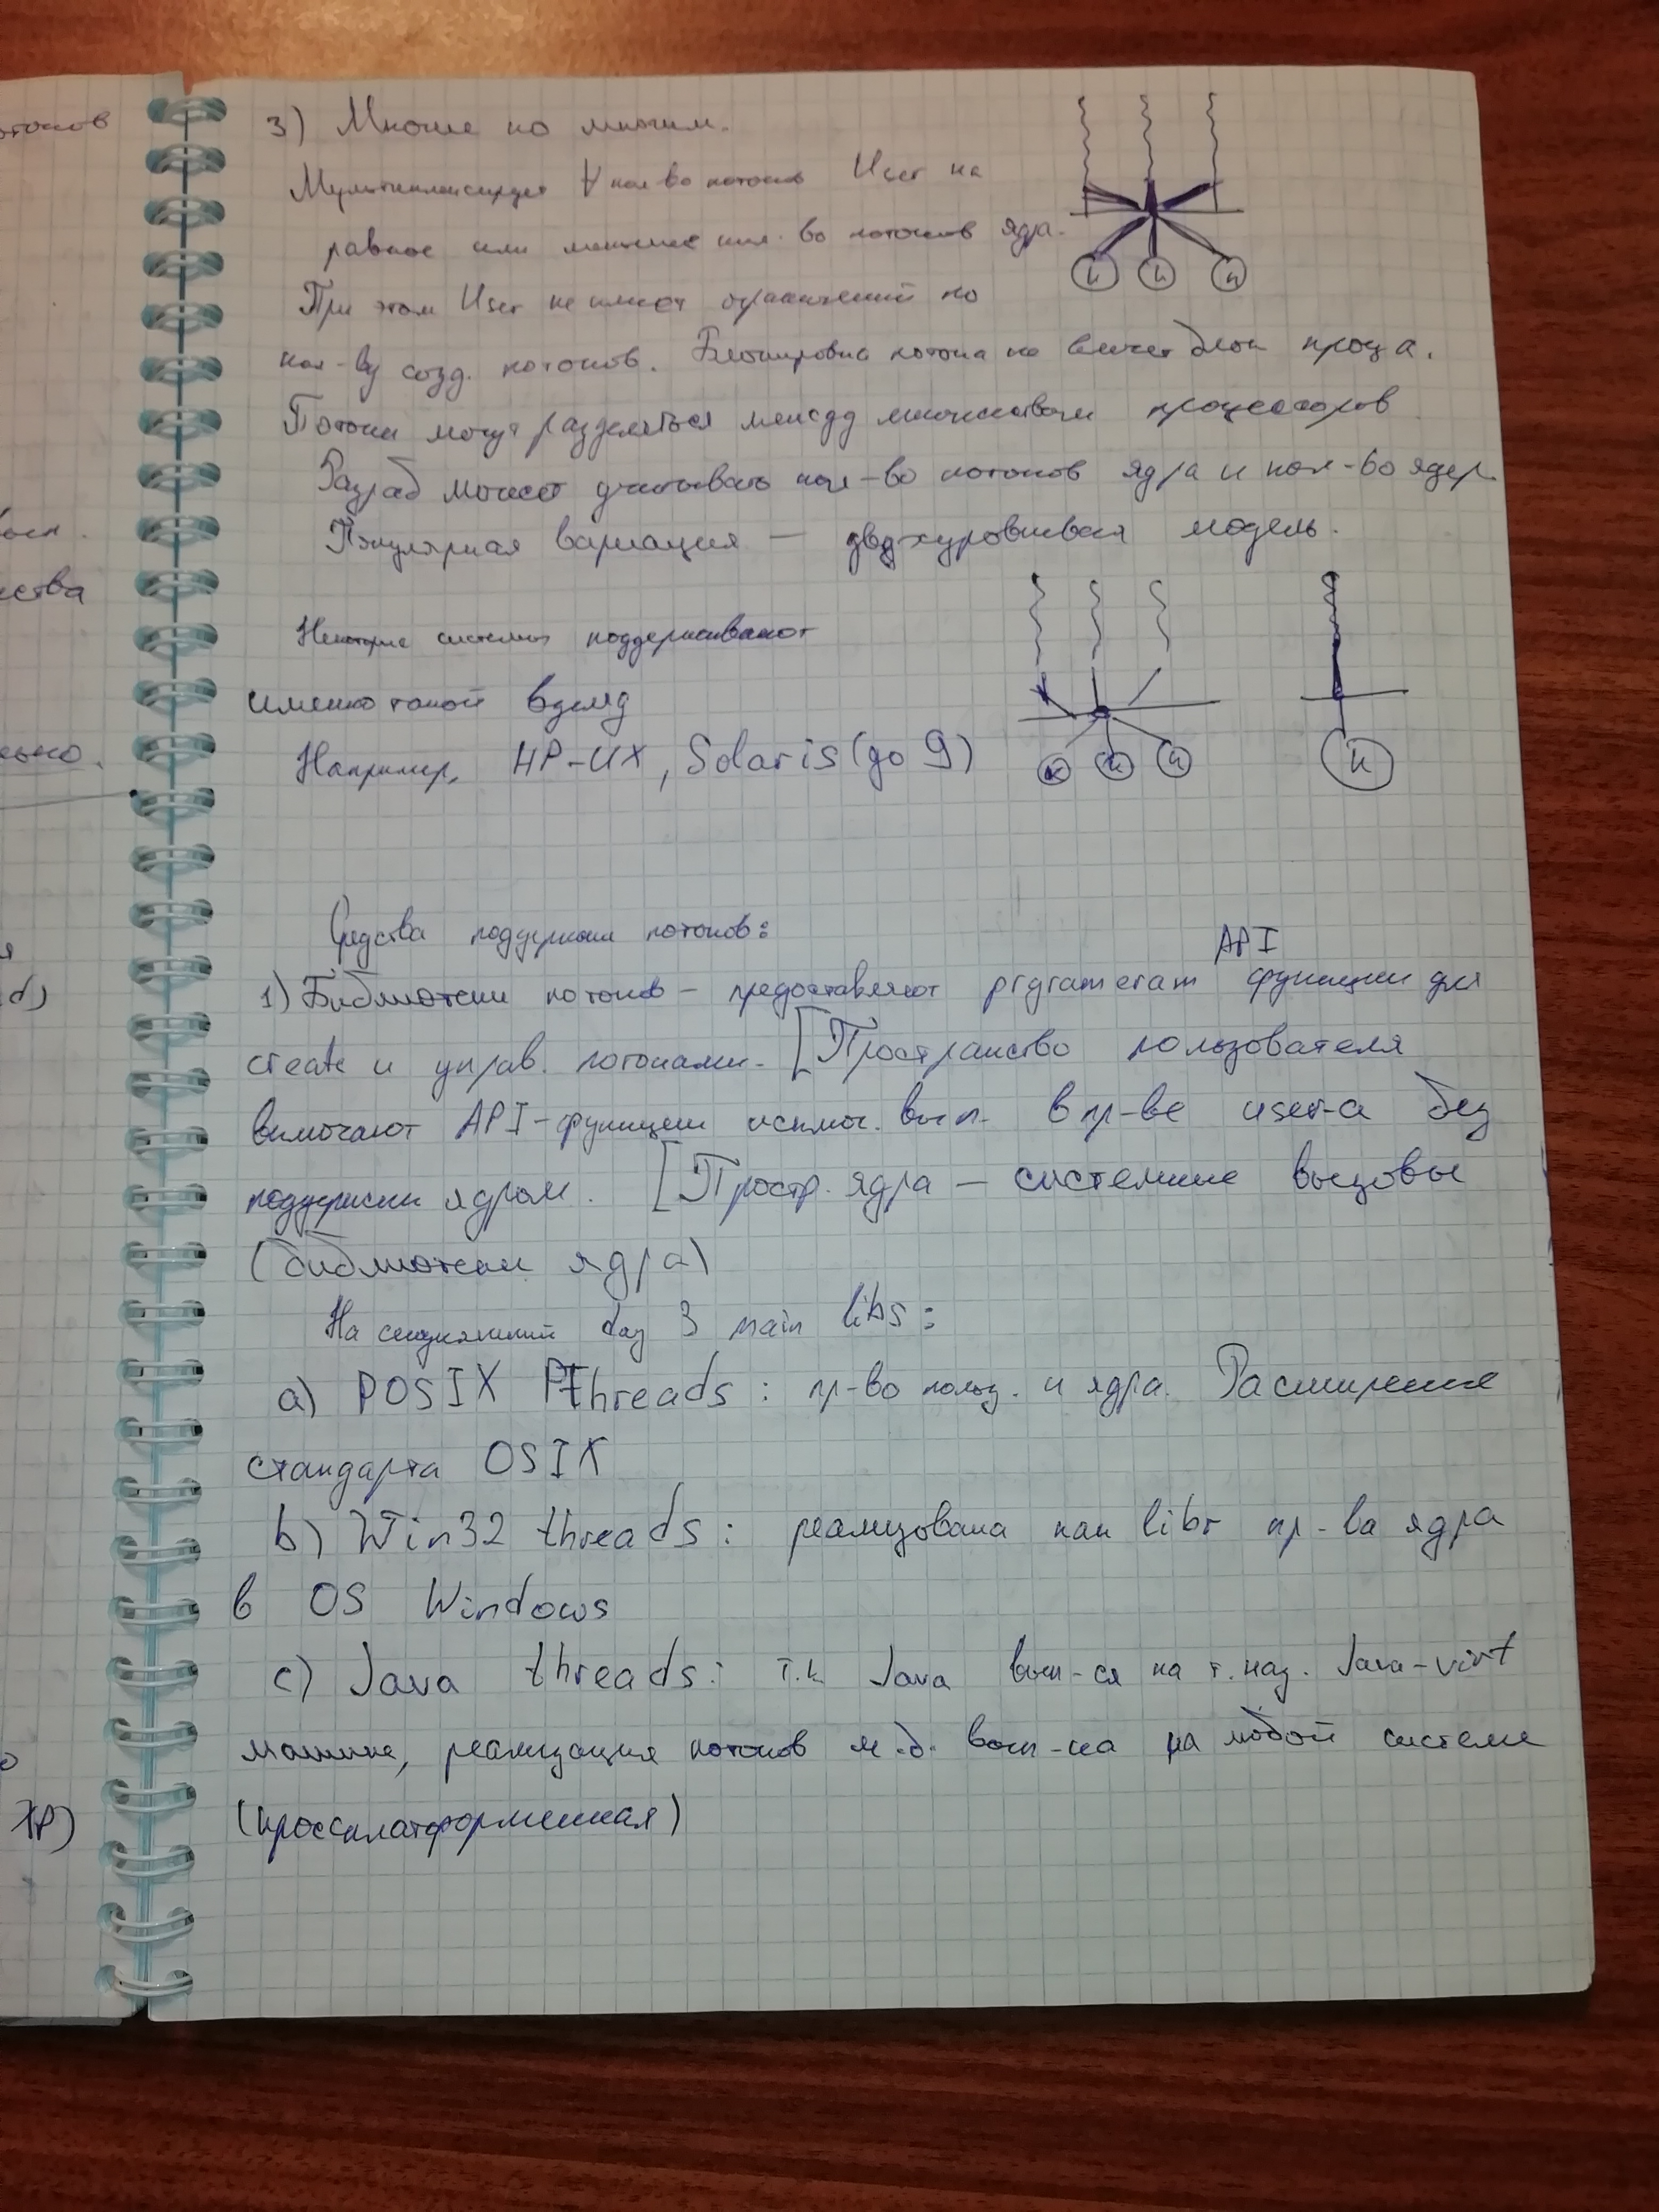 отоков
3) Многие ко многим.
Мультиплексирует ∀ кол-во потоков User на
равное или меньшее кол-во потоков ядра.
При этом User не имеет ограничений по
кол-ву созд. потоков. Блокировка потока не влечет блок проца.
Потоки могут разделяться между множеством процессоров
Разраб может учитывать кол-во потоков ядра и кол-во ядер.
Популярная вариация — двухуровневая модель.
ества
Некоторые системы поддерживают
именно такой взгляд
Например, HP-UX, Solaris (до 9)
К К К
К К К К
Средства поддержки потоков:
API
1) Библиотеки потоков — предоставляют prgrameram функции для
create и управ. потоками. [Пространство пользователя
включают API-функции исключ. вып. в пр-ве user-а без
поддержки ядром. [Простр. ядра — системные вызовы
(библиотеки ядра)
На сегодняшний day 3 main libs:
a) POSIX Pthreads: пр-во польз. и ядра. Расширение
стандарта OSIX
b) Win32 threads: реализована как libr пр-ва ядра
в OS Windows
c) Java threads: т.к Java вып-ся на т.наз. Java-virt
машине, реализация потоков м.б. вып-на на любой системе
(кроссплатформенная)
XP)